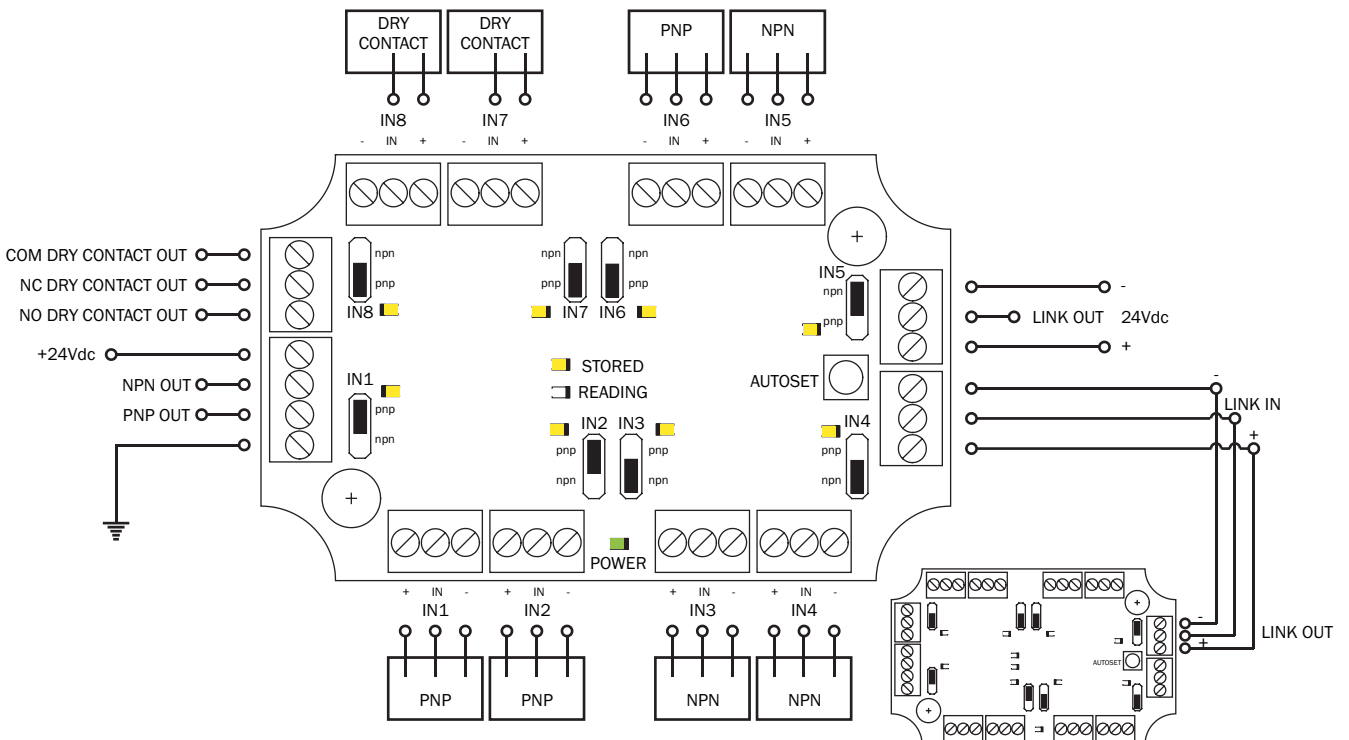 DRY CONTACT
DRY CONTACT
PNP
NPN
IN8
IN7
IN6
IN5
- IN +
- IN +
- IN +
- IN +
COM DRY CONTACT OUT
NC DRY CONTACT OUT
NO DRY CONTACT OUT
+24Vdc
NPN OUT
PNP OUT
npn
pnp
IN8
npn
pnp
IN7
IN6
npn
pnp
IN5
npn
pnp
- 
LINK OUT 24Vdc
+
STORED
READING
AUTOSET
IN1
pnp
npn
IN2
IN3
pnp
npn
pnp
npn
IN4
pnp
npn
-
LINK IN
+
POWER
+ IN -
+ IN -
+ IN -
+ IN -
IN1
IN2
IN3
IN4
PNP
PNP
NPN
NPN
AUTOSET
-
+
LINK OUT